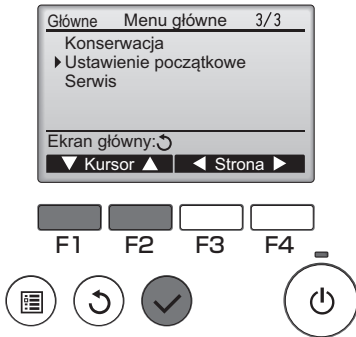 Główne Menu główne 3/3
Konserwacja
Ustawienie początkowe
Serwis
Ekran główny:
Kursor Strona
F1 F2 F3 F4